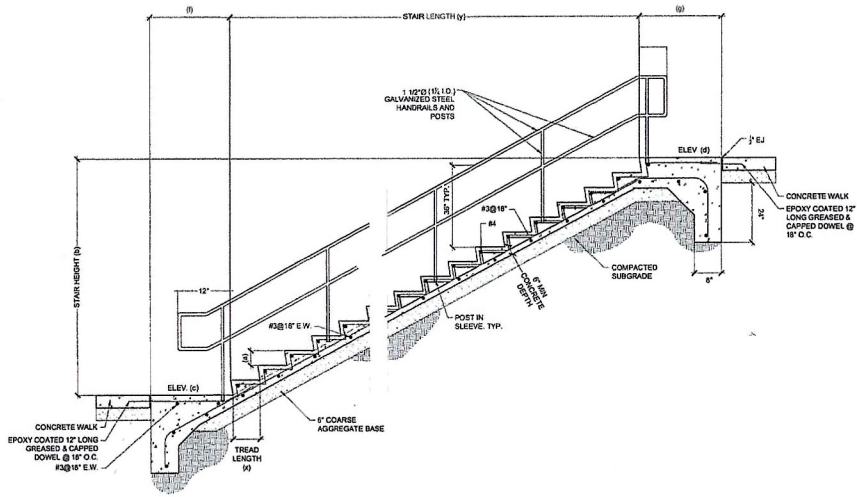 (f)
STAIR LENGTH (y)
(g)
1 1/2"Ø (1¼ I.D.)
GALVANIZED STEEL
HANDRAILS AND
POSTS
ELEV (d)
½" EJ
CONCRETE WALK
EPOXY COATED 12"
LONG GREASED &
CAPPED DOWEL @
18" O.C.
24"
8"
36" TYP.
#3@18"
#4
COMPACTED
SUBGRADE
6" MIN
CONCRETE
DEPTH
POST IN
SLEEVE. TYP.
STAIR HEIGHT (b)
12"
#3@18" E.W.
(a)
ELEV. (c)
CONCRETE WALK
EPOXY COATED 12" LONG
GREASED & CAPPED
DOWEL @ 18" O.C.
#3@18" E.W.
TREAD
LENGTH
(x)
6" COARSE
AGGREGATE BASE